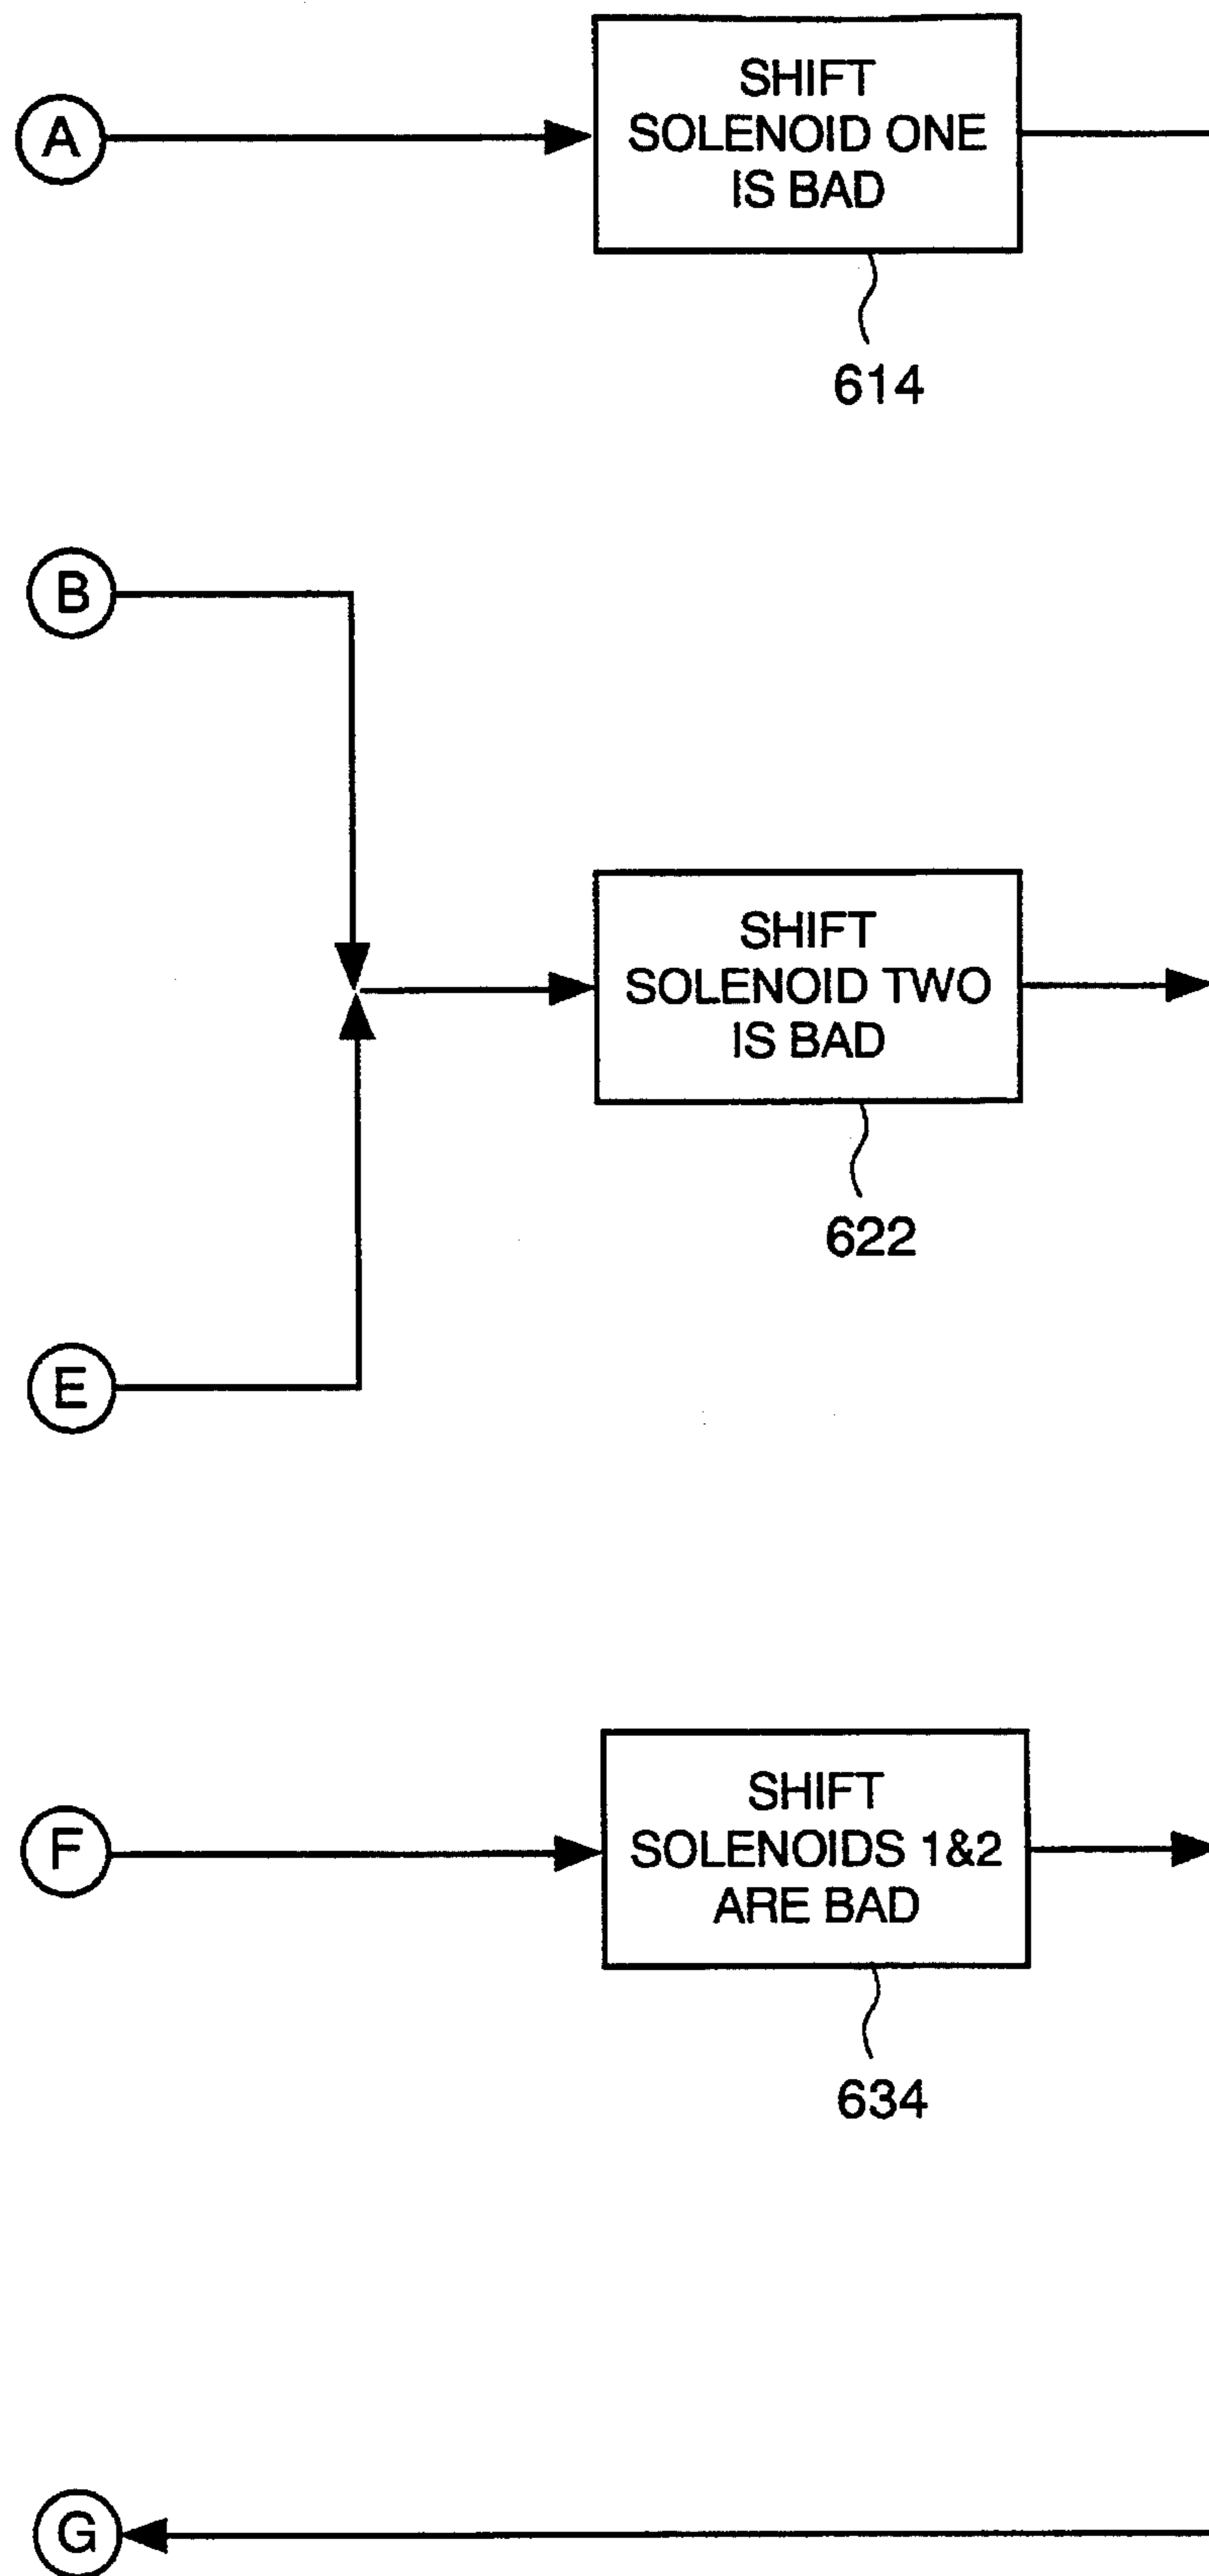 A
SHIFT
SOLENOID ONE
IS BAD
614
B
SHIFT
SOLENOID TWO
IS BAD
622
E
F
SHIFT
SOLENOIDS 1&2
ARE BAD
634
G